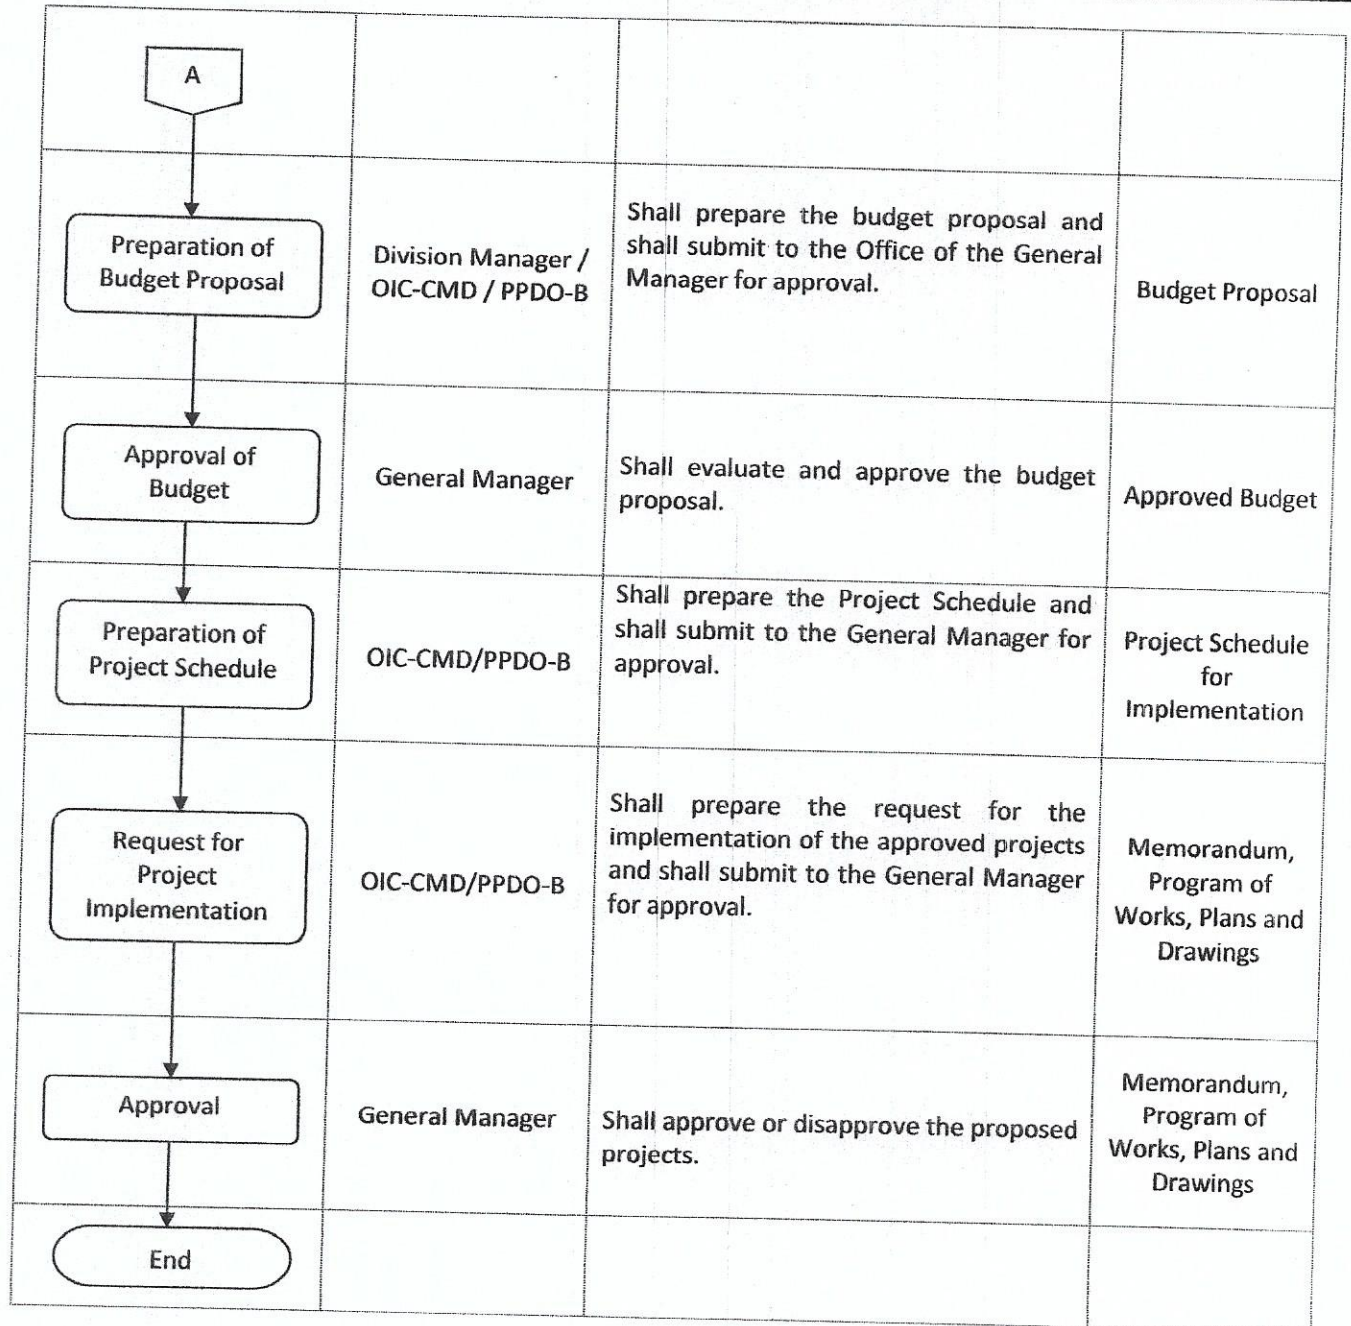 A
Preparation of
Budget Proposal
Division Manager /
OIC-CMD / PPDO-B
Shall prepare the budget proposal and
shall submit to the Office of the General
Manager for approval.
Budget Proposal
Approval of
Budget
General Manager
Shall evaluate and approve the budget
proposal.
Approved Budget
Preparation of
Project Schedule
OIC-CMD/PPDO-B
Shall prepare the Project Schedule and
shall submit to the General Manager for
approval.
Project Schedule
for
Implementation
Request for
Project
Implementation
OIC-CMD/PPDO-B
Shall prepare the request for the
implementation of the approved projects
and shall submit to the General Manager
for approval.
Memorandum,
Program of
Works, Plans and
Drawings
Approval
General Manager
Shall approve or disapprove the proposed
projects.
Memorandum,
Program of
Works, Plans and
Drawings
End